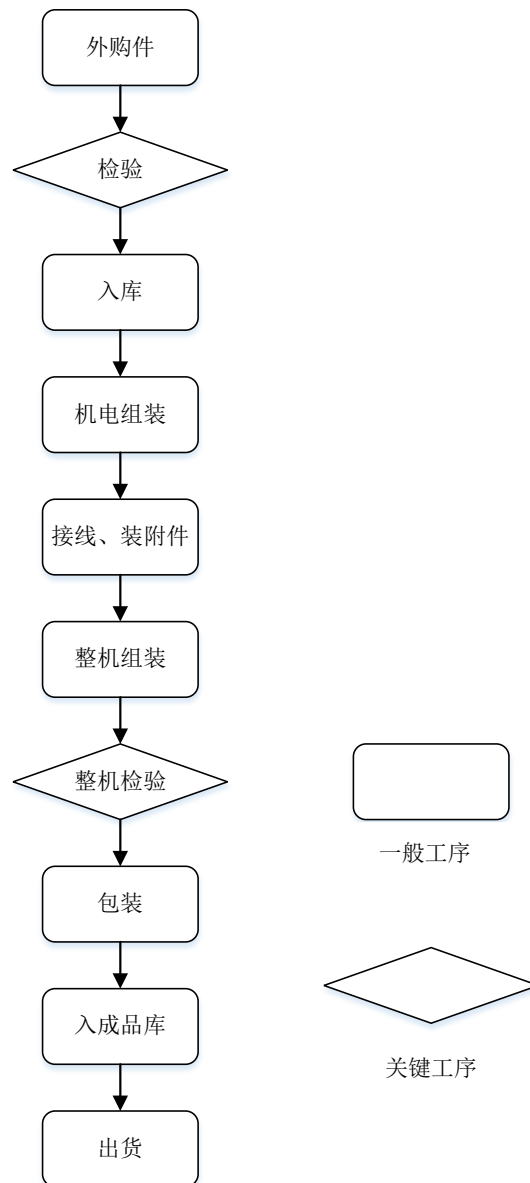 外购件
检验
入库
机电组装
接线、装附件
整机组装
整机检验
包装
入成品库
出货
一般工序
关键工序